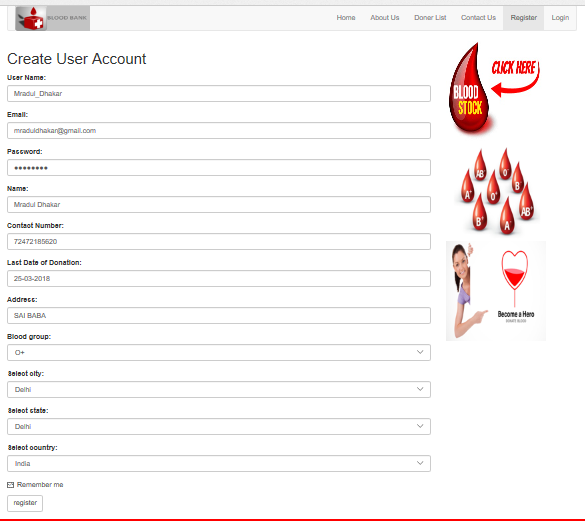 BLOOD BANK
Home About Us Doner List Contact Us Register Login
Create User Account
User Name:
Mradul_Dhakar
Email:
mraduldhakar@gmail.com
Password:
••••••••
Name:
Mradul Dhakar
Contact Number:
72472185620
Last Date of Donation:
25-03-2018
Address:
SAI BABA
Blood group:
O+
Select city:
Delhi
Select state:
Delhi
Select country:
India
Remember me
register
CLICK HERE
BLOOD
STOCK
AB- O-
A+ O+ B-
B+ A- AB+
Become a Hero